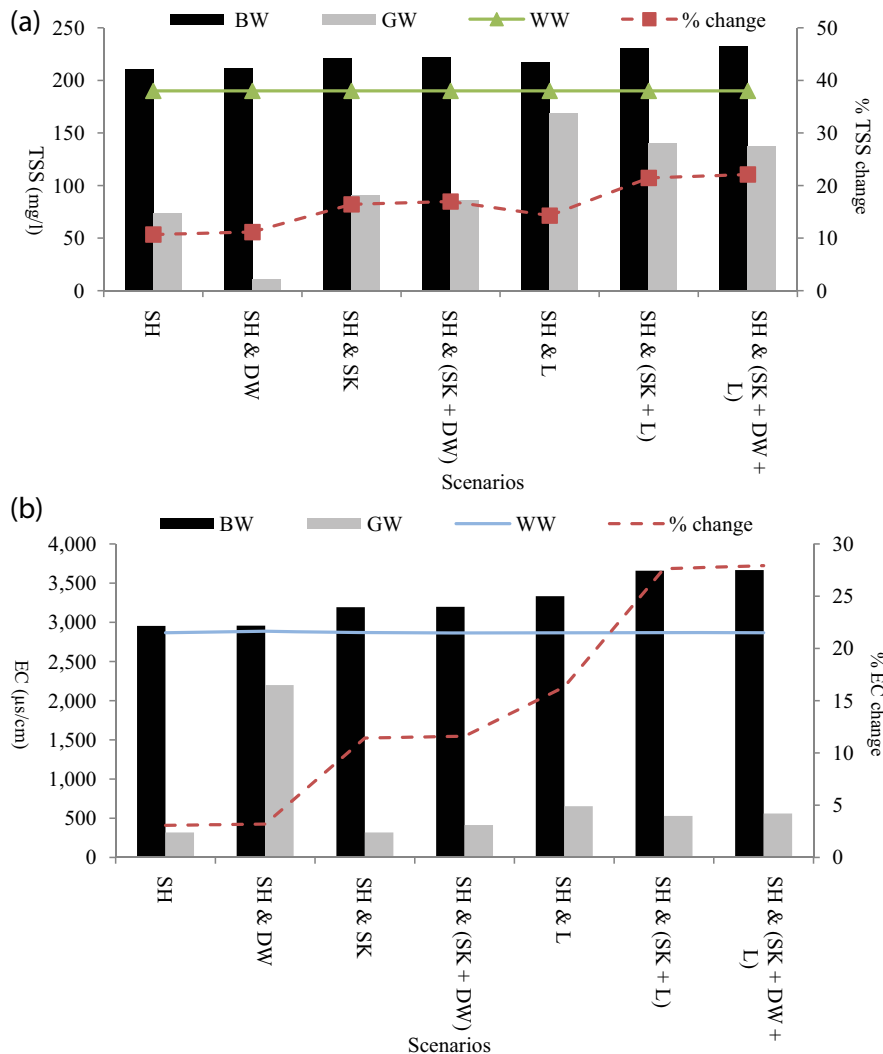 (a)
BW GW WW % change
250
200
150
100
50
0
TSS (mg/l)
50
40
30
20
10
0
% TSS change
SH
SH & DW
SH & SK
SH & (SK + DW)
SH & L
SH & (SK + L)
SH & (SK + DW +
L)
Scenarios
(b)
BW GW WW % change
4,000
3,500
3,000
2,500
2,000
1,500
1,000
500
0
EC (µs/cm)
30
25
20
15
10
5
0
% EC change
SH
SH & DW
SH & SK
SH & (SK + DW)
SH & L
SH & (SK + L)
SH & (SK + DW +
L)
Scenarios